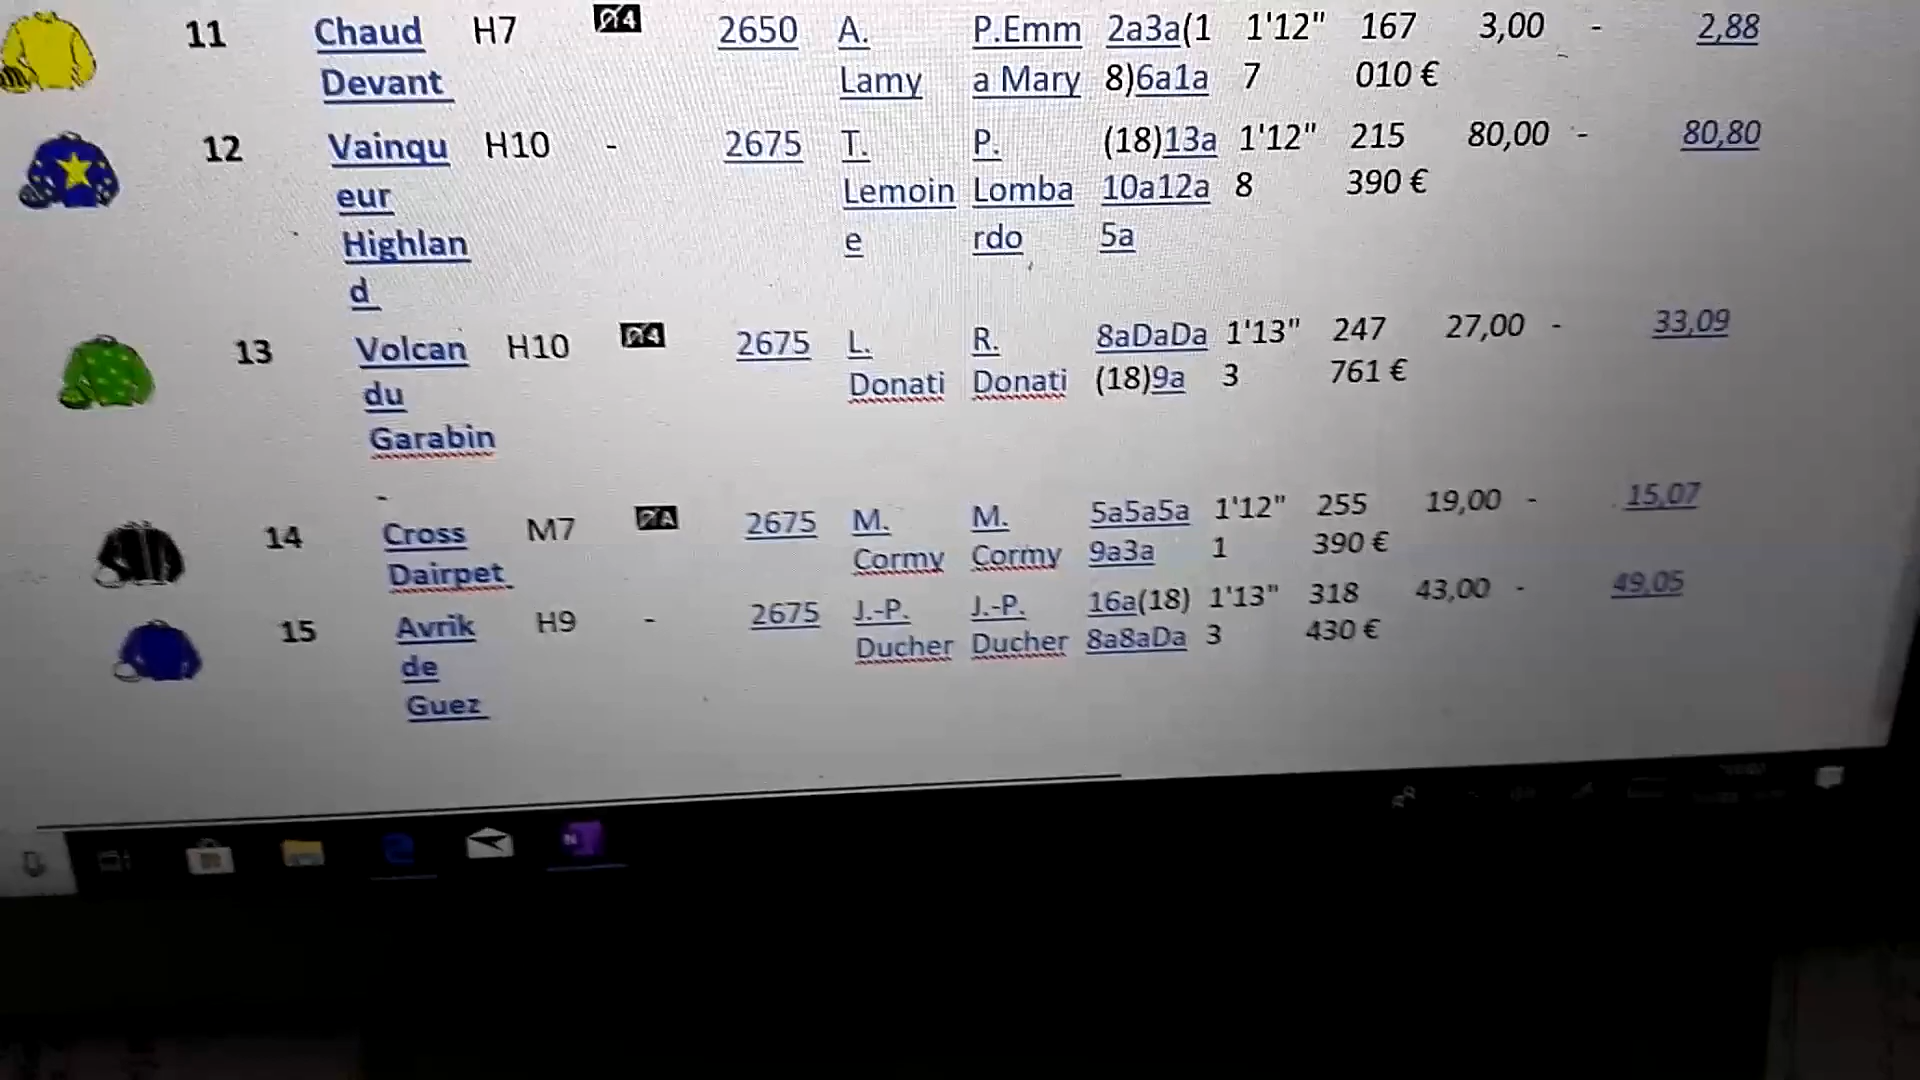 11 Chaud H7 Ø4 2650 A. P.Emm 2a3a(1 1'12" 167 3,00 - 2,88
Devant Lamy a Mary 8)6a1a 7 010 €
12 Vainqu H10 - 2675 T. P. (18)13a 1'12" 215 80,00 - 80,80
eur Lemoin Lomba 10a12a 8 390 €
Highlan e rdo 5a
d
13 Volcan H10 Ø4 2675 L. R. 8aDaDa 1'13" 247 27,00 - 33,09
du Donati Donati (18)9a 3 761 €
Garabin
14 Cross M7 2675 M. M. 5a5a5a 1'12" 255 19,00 - 15,07
Dairpet Cormy Cormy 9a3a 1 390 €
15 Avrik H9 - 2675 J.-P. J.-P. 16a(18) 1'13" 318 43,00 - 49,05
de Ducher Ducher 8a8aDa 3 430 €
Guez